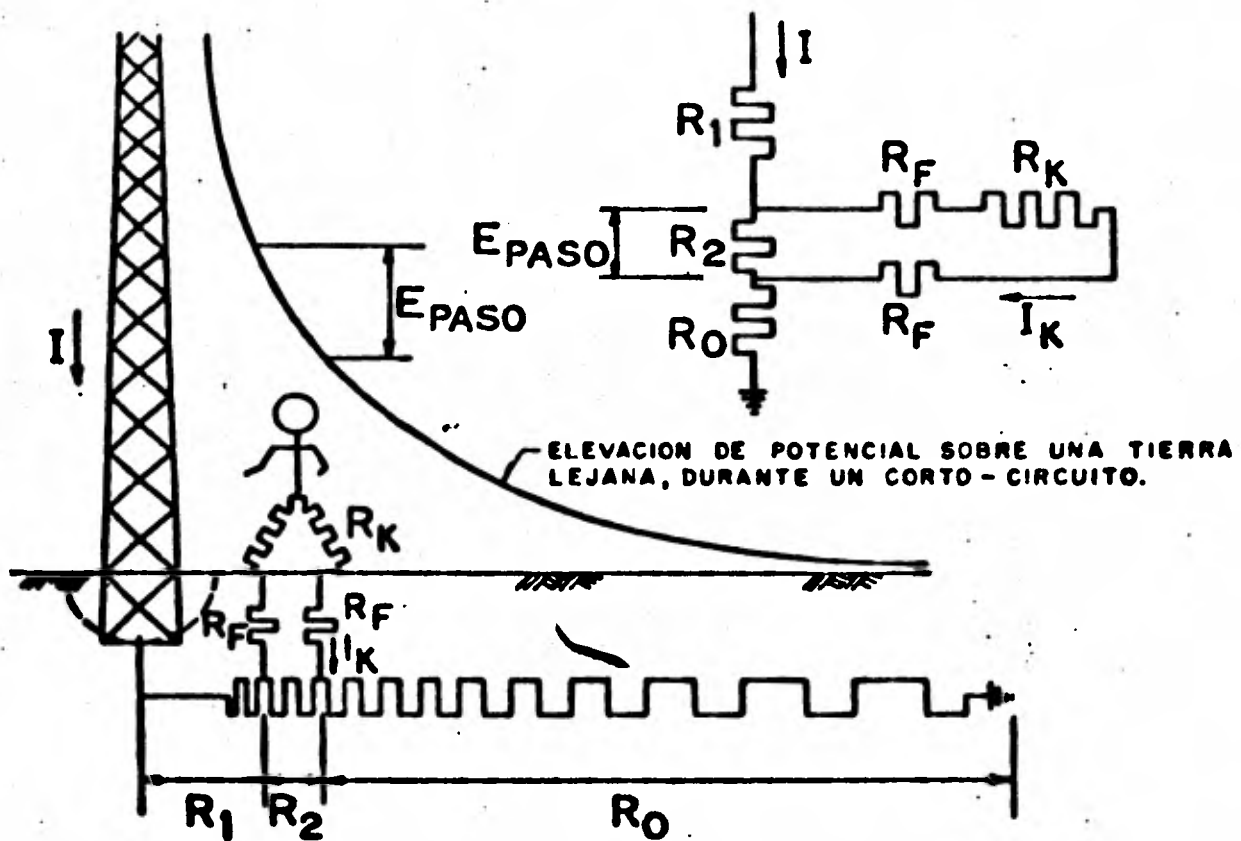 I
R1
RF
RK
EPASO
R2
RF
IK
RO
EPASO
I
ELEVACION DE POTENCIAL SOBRE UNA TIERRA
LEJANA, DURANTE UN CORTO-CIRCUITO.
RK
RF
RF
IK
R1
R2
RO